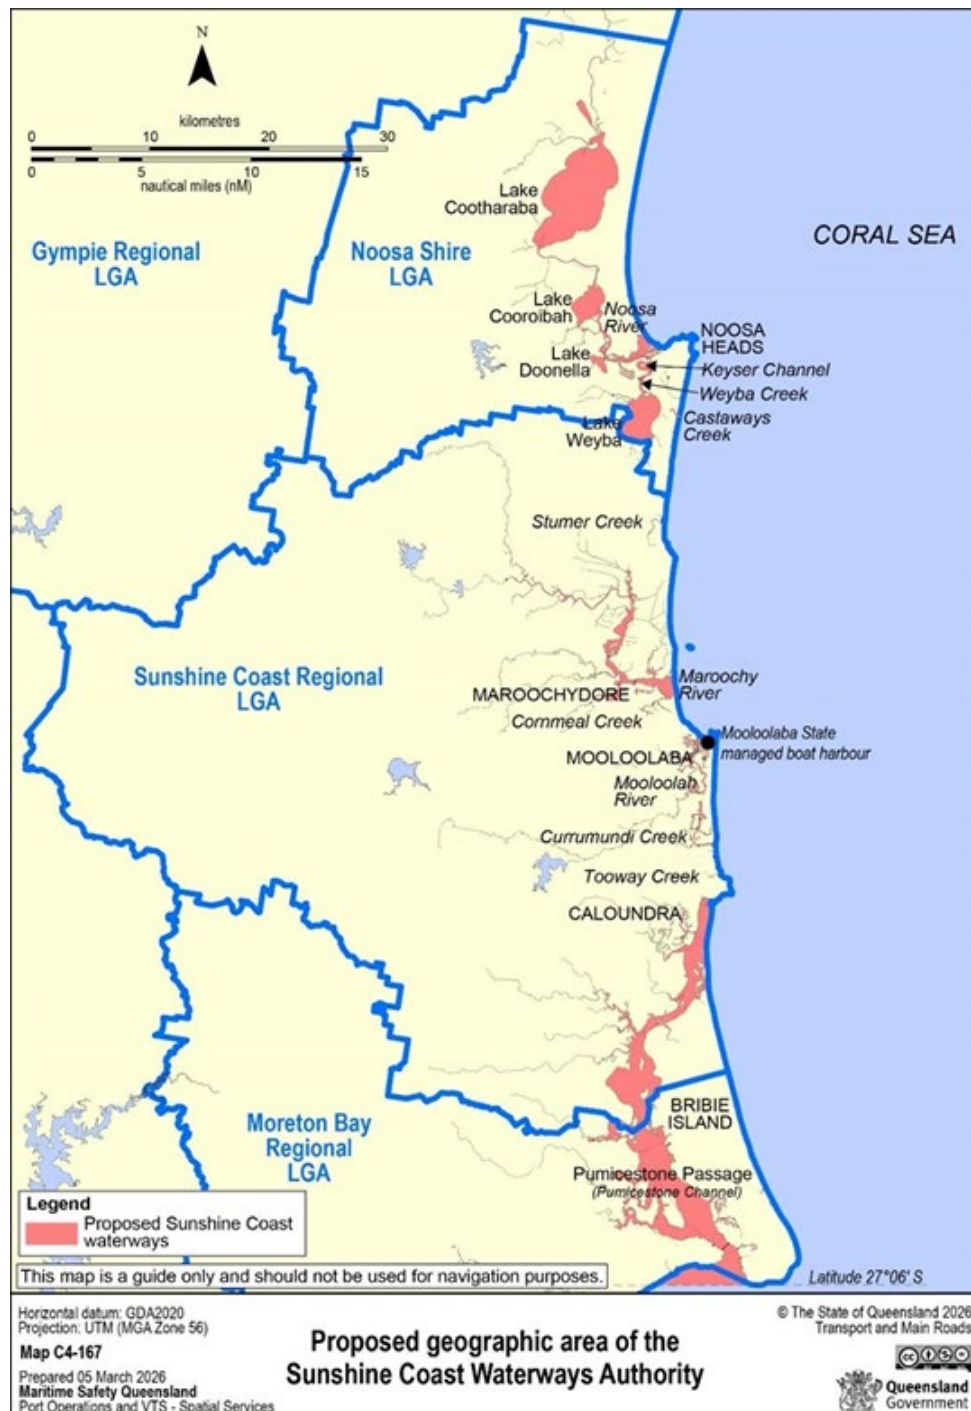 N
kilometres
0 10 20 30
0 5 10 15
nautical miles (nM)
Lake
Cootharaba
CORAL SEA
Gympie Regional
LGA
Noosa Shire
LGA
Lake
Cooroibah
Noosa
River
NOOSA
HEADS
Lake
Doonella
Keyser Channel
Weyba Creek
Castaways
Creek
Lake
Weyba
Stumer Creek
Sunshine Coast Regional
LGA
MAROOCHYDORE
Maroochy
River
Cornmeal Creek
Mooloolaba State
managed boat harbour
MOOLOOLABA
Mooloolah
River
Currumundi Creek
Tooway Creek
CALOUNDRA
BRIBIE
ISLAND
Moreton Bay
Regional
LGA
Pumicestone Passage
(Pumicestone Channel)
Legend
Proposed Sunshine Coast
waterways
This map is a guide only and should not be used for navigation purposes.
Latitude 27°06' S
Horizontal datum: GDA2020
Projection: UTM (MGA Zone 56)
Map C4-167
Prepared 05 March 2026
Maritime Safety Queensland
Port Operations and VTS - Spatial Services
Proposed geographic area of the
Sunshine Coast Waterways Authority
© The State of Queensland 2026
Transport and Main Roads
cc
Queensland
Government